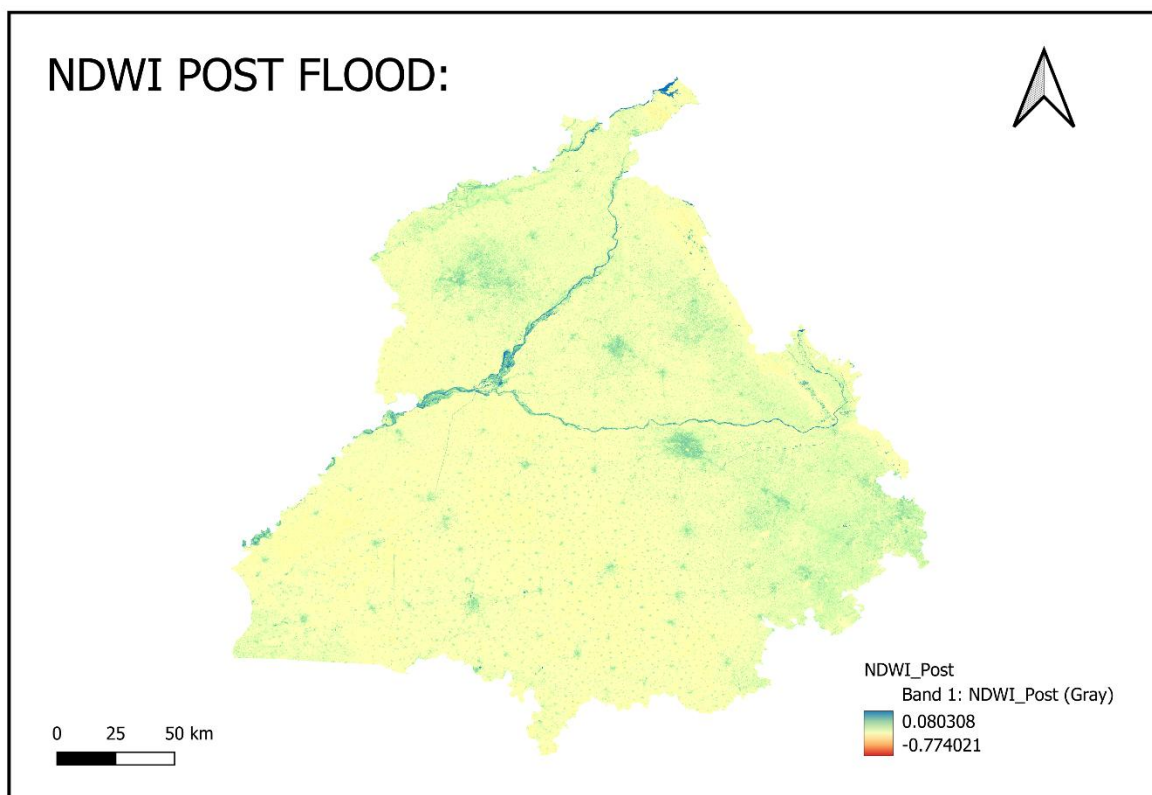 NDWI POST FLOOD:
NDWI_Post
Band 1: NDWI_Post (Gray)
0.080308
-0.774021
0 25 50 km